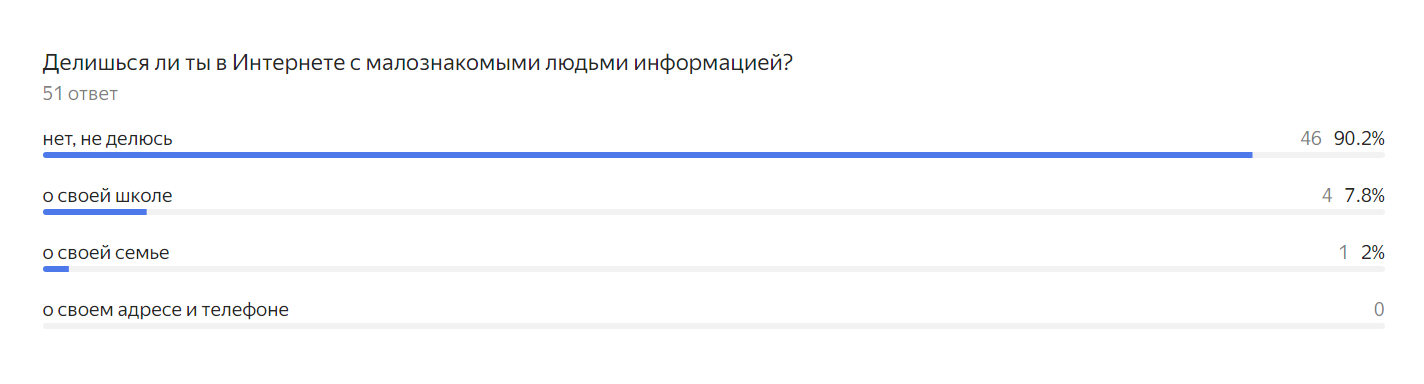 Делишься ли ты в Интернете с малознакомыми людьми информацией?
51 ответ
нет, не делюсь 46 90.2%
о своей школе 4 7.8%
о своей семье 1 2%
о своем адресе и телефоне 0